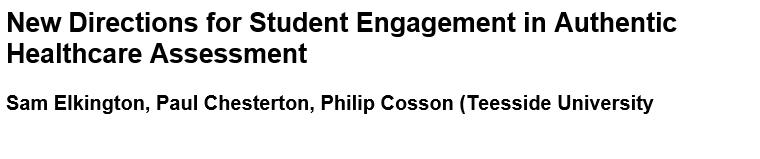 New Directions for Student Engagement in Authentic
Healthcare Assessment
Sam Elkington, Paul Chesterton, Philip Cosson (Teesside University